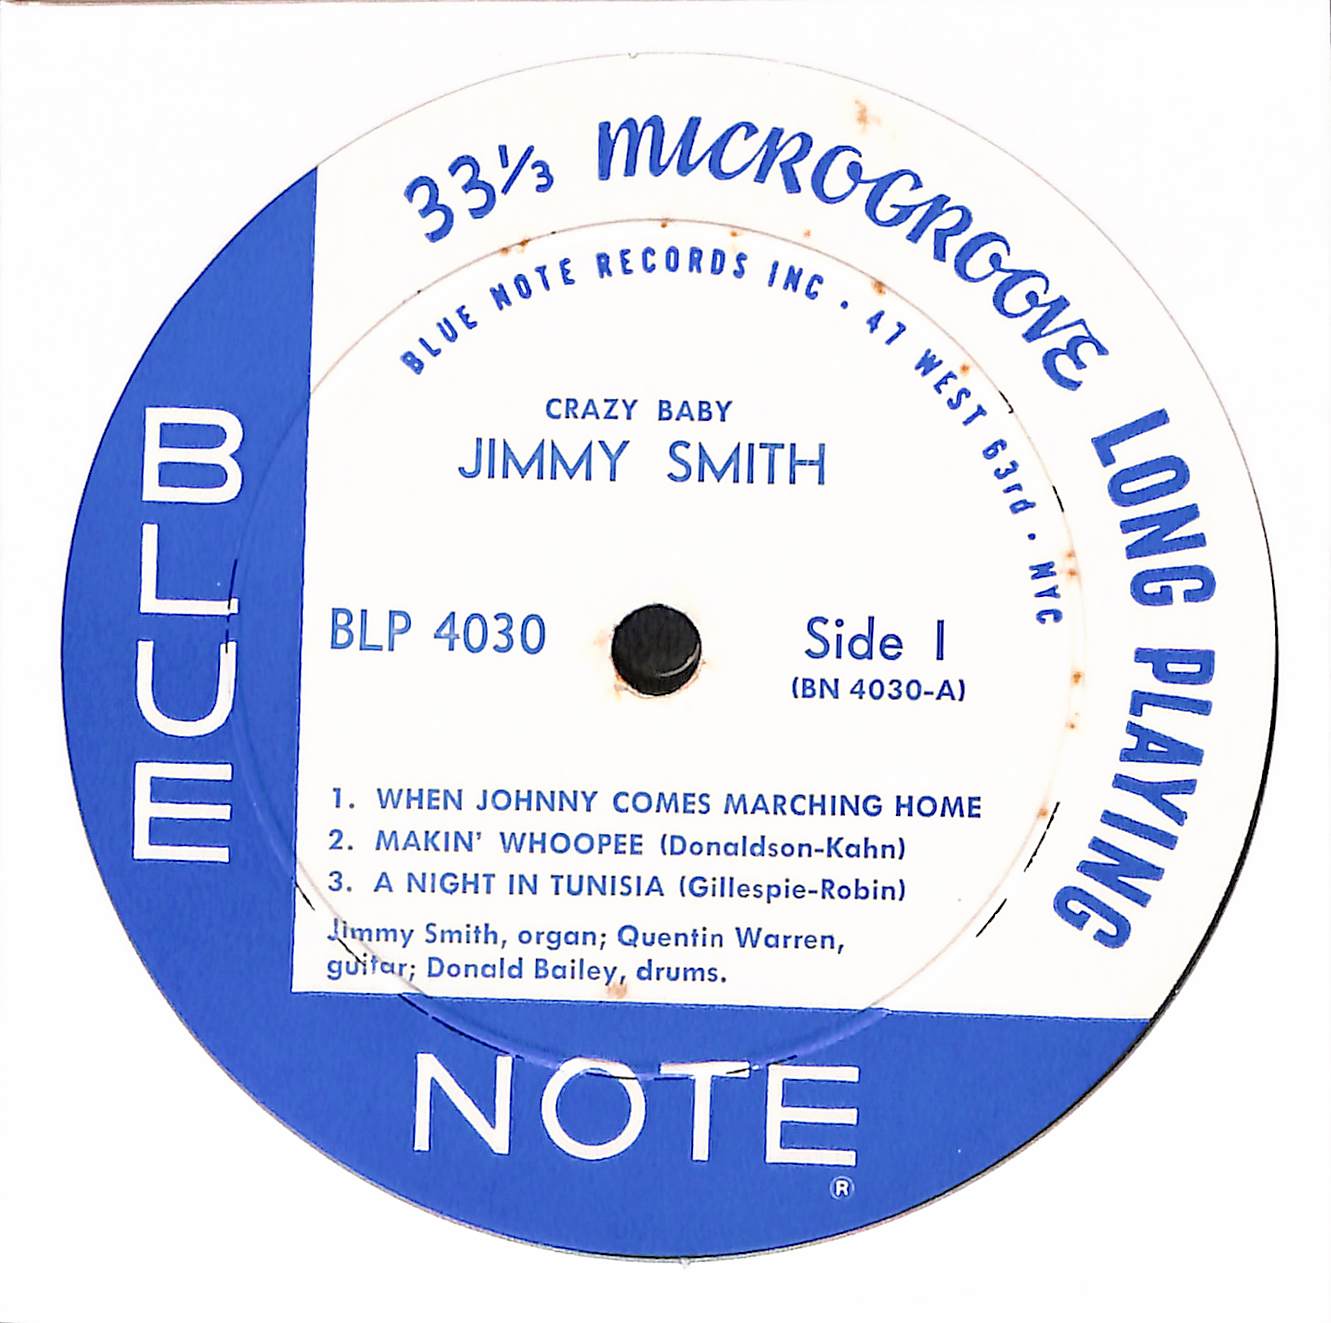 33⅓ MICROGROOVE LONG PLAYING
BLUE NOTE RECORDS INC • 47 WEST 63rd • NYC
CRAZY BABY
JIMMY SMITH
BLP 4030
Side 1
(BN 4030-A)
1. WHEN JOHNNY COMES MARCHING HOME
2. MAKIN' WHOOPEE (Donaldson-Kahn)
3. A NIGHT IN TUNISIA (Gillespie-Robin)
Jimmy Smith, organ; Quentin Warren,
guitar; Donald Bailey, drums.
BLUE
NOTE
®